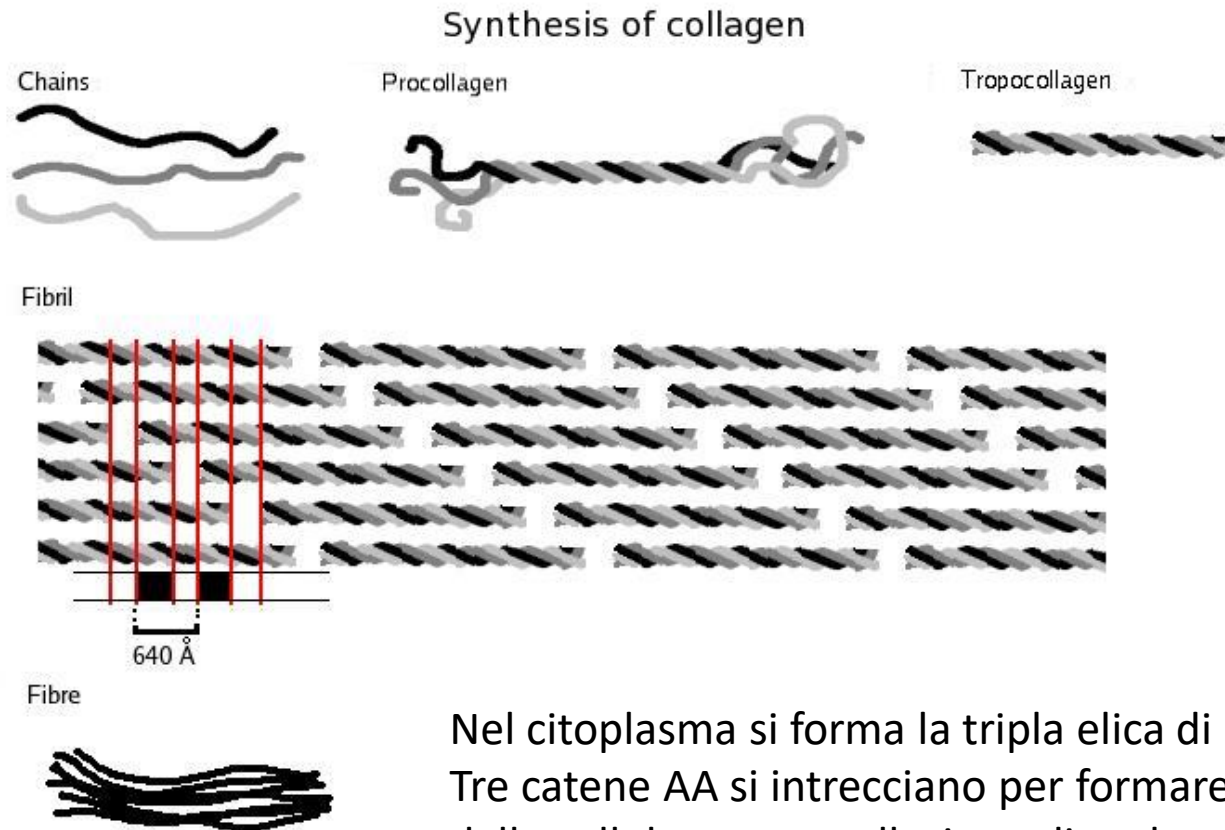 Synthesis of collagen
Chains
Procollagen
Tropocollagen
Fibril
640 Å
Fibre
Nel citoplasma si forma la tripla elica di
Tre catene AA si intrecciano per formare